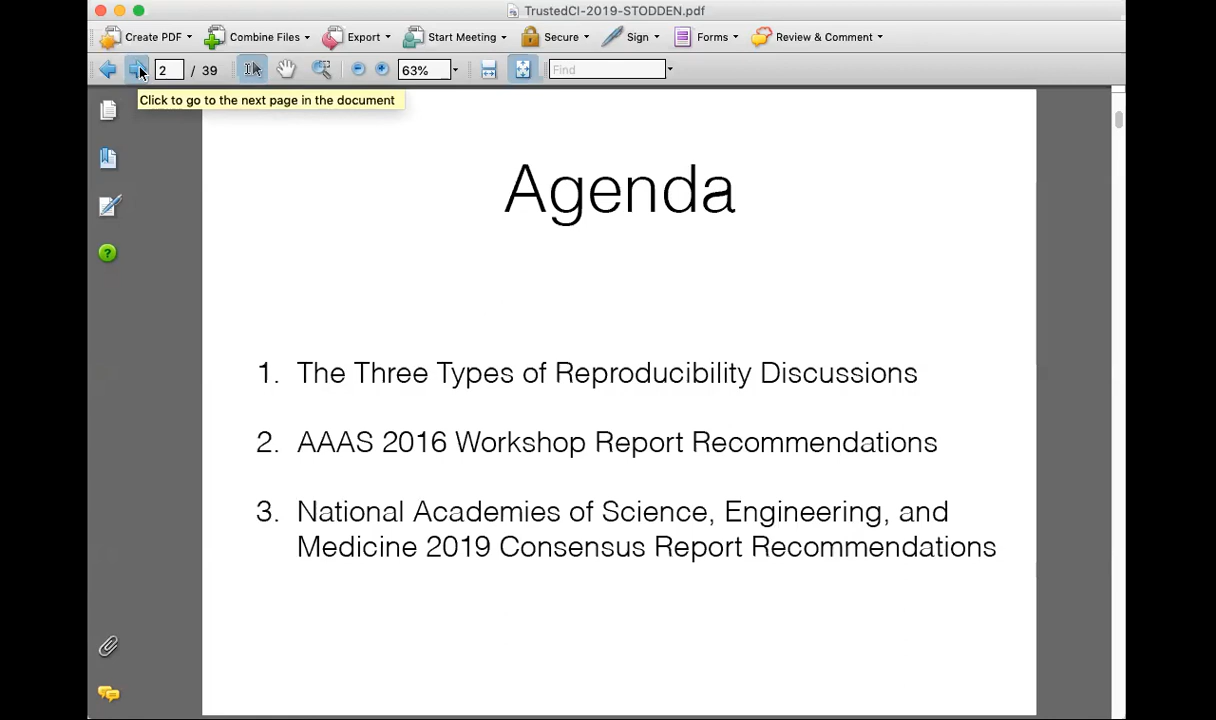 TrustedCI-2019-STODDEN.pdf
Create PDF Combine Files Export Start Meeting Secure Sign Forms Review & Comment
2 / 39 63% Find
Click to go to the next page in the document
Agenda
1. The Three Types of Reproducibility Discussions
2. AAAS 2016 Workshop Report Recommendations
3. National Academies of Science, Engineering, and
Medicine 2019 Consensus Report Recommendations